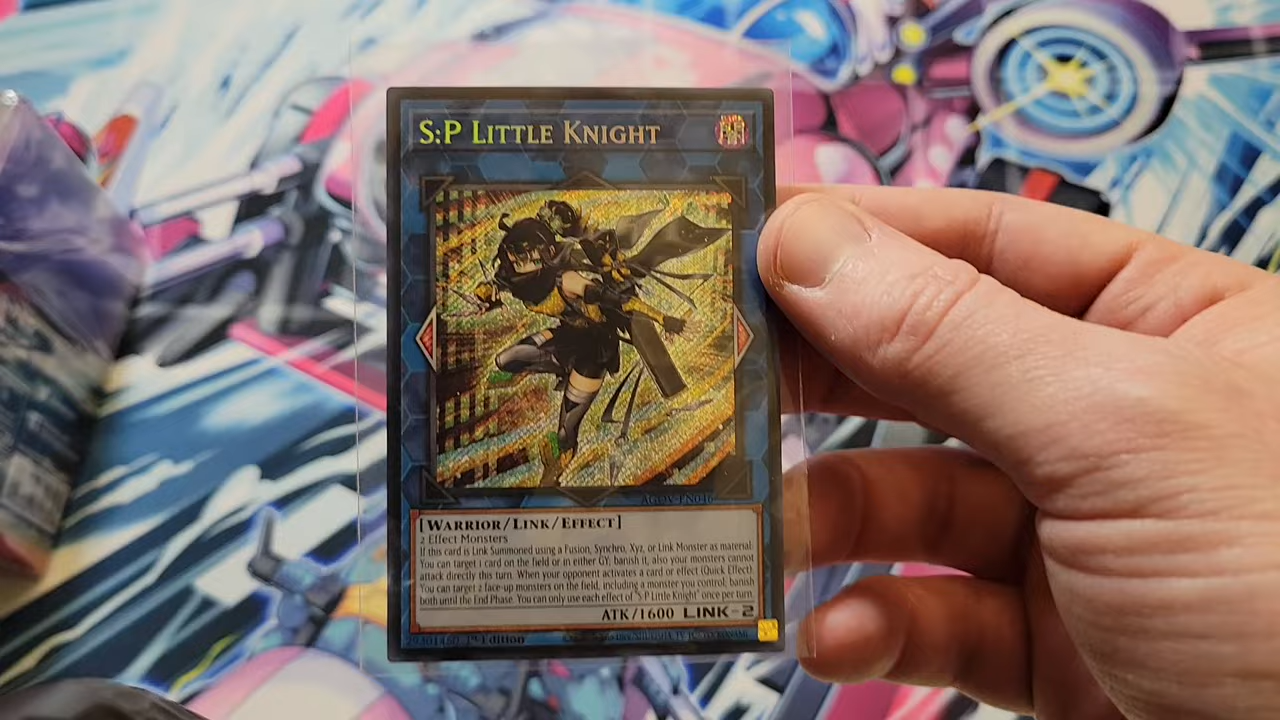 S:P LITTLE KNIGHT
AGOV-EN046
[WARRIOR/LINK/EFFECT]
2 Effect Monsters
If this card is Link Summoned using a Fusion, Synchro, Xyz, or Link Monster as material:
You can target 1 card on the field or in either GY; banish it, also your monsters cannot
attack directly this turn. When your opponent activates a card or effect (Quick Effect):
You can target 2 face-up monsters on the field, including a monster you control; banish
both until the End Phase. You can only use each effect of "S:P Little Knight" once per turn.
ATK/1600 LINK-2
29301450 1st Edition